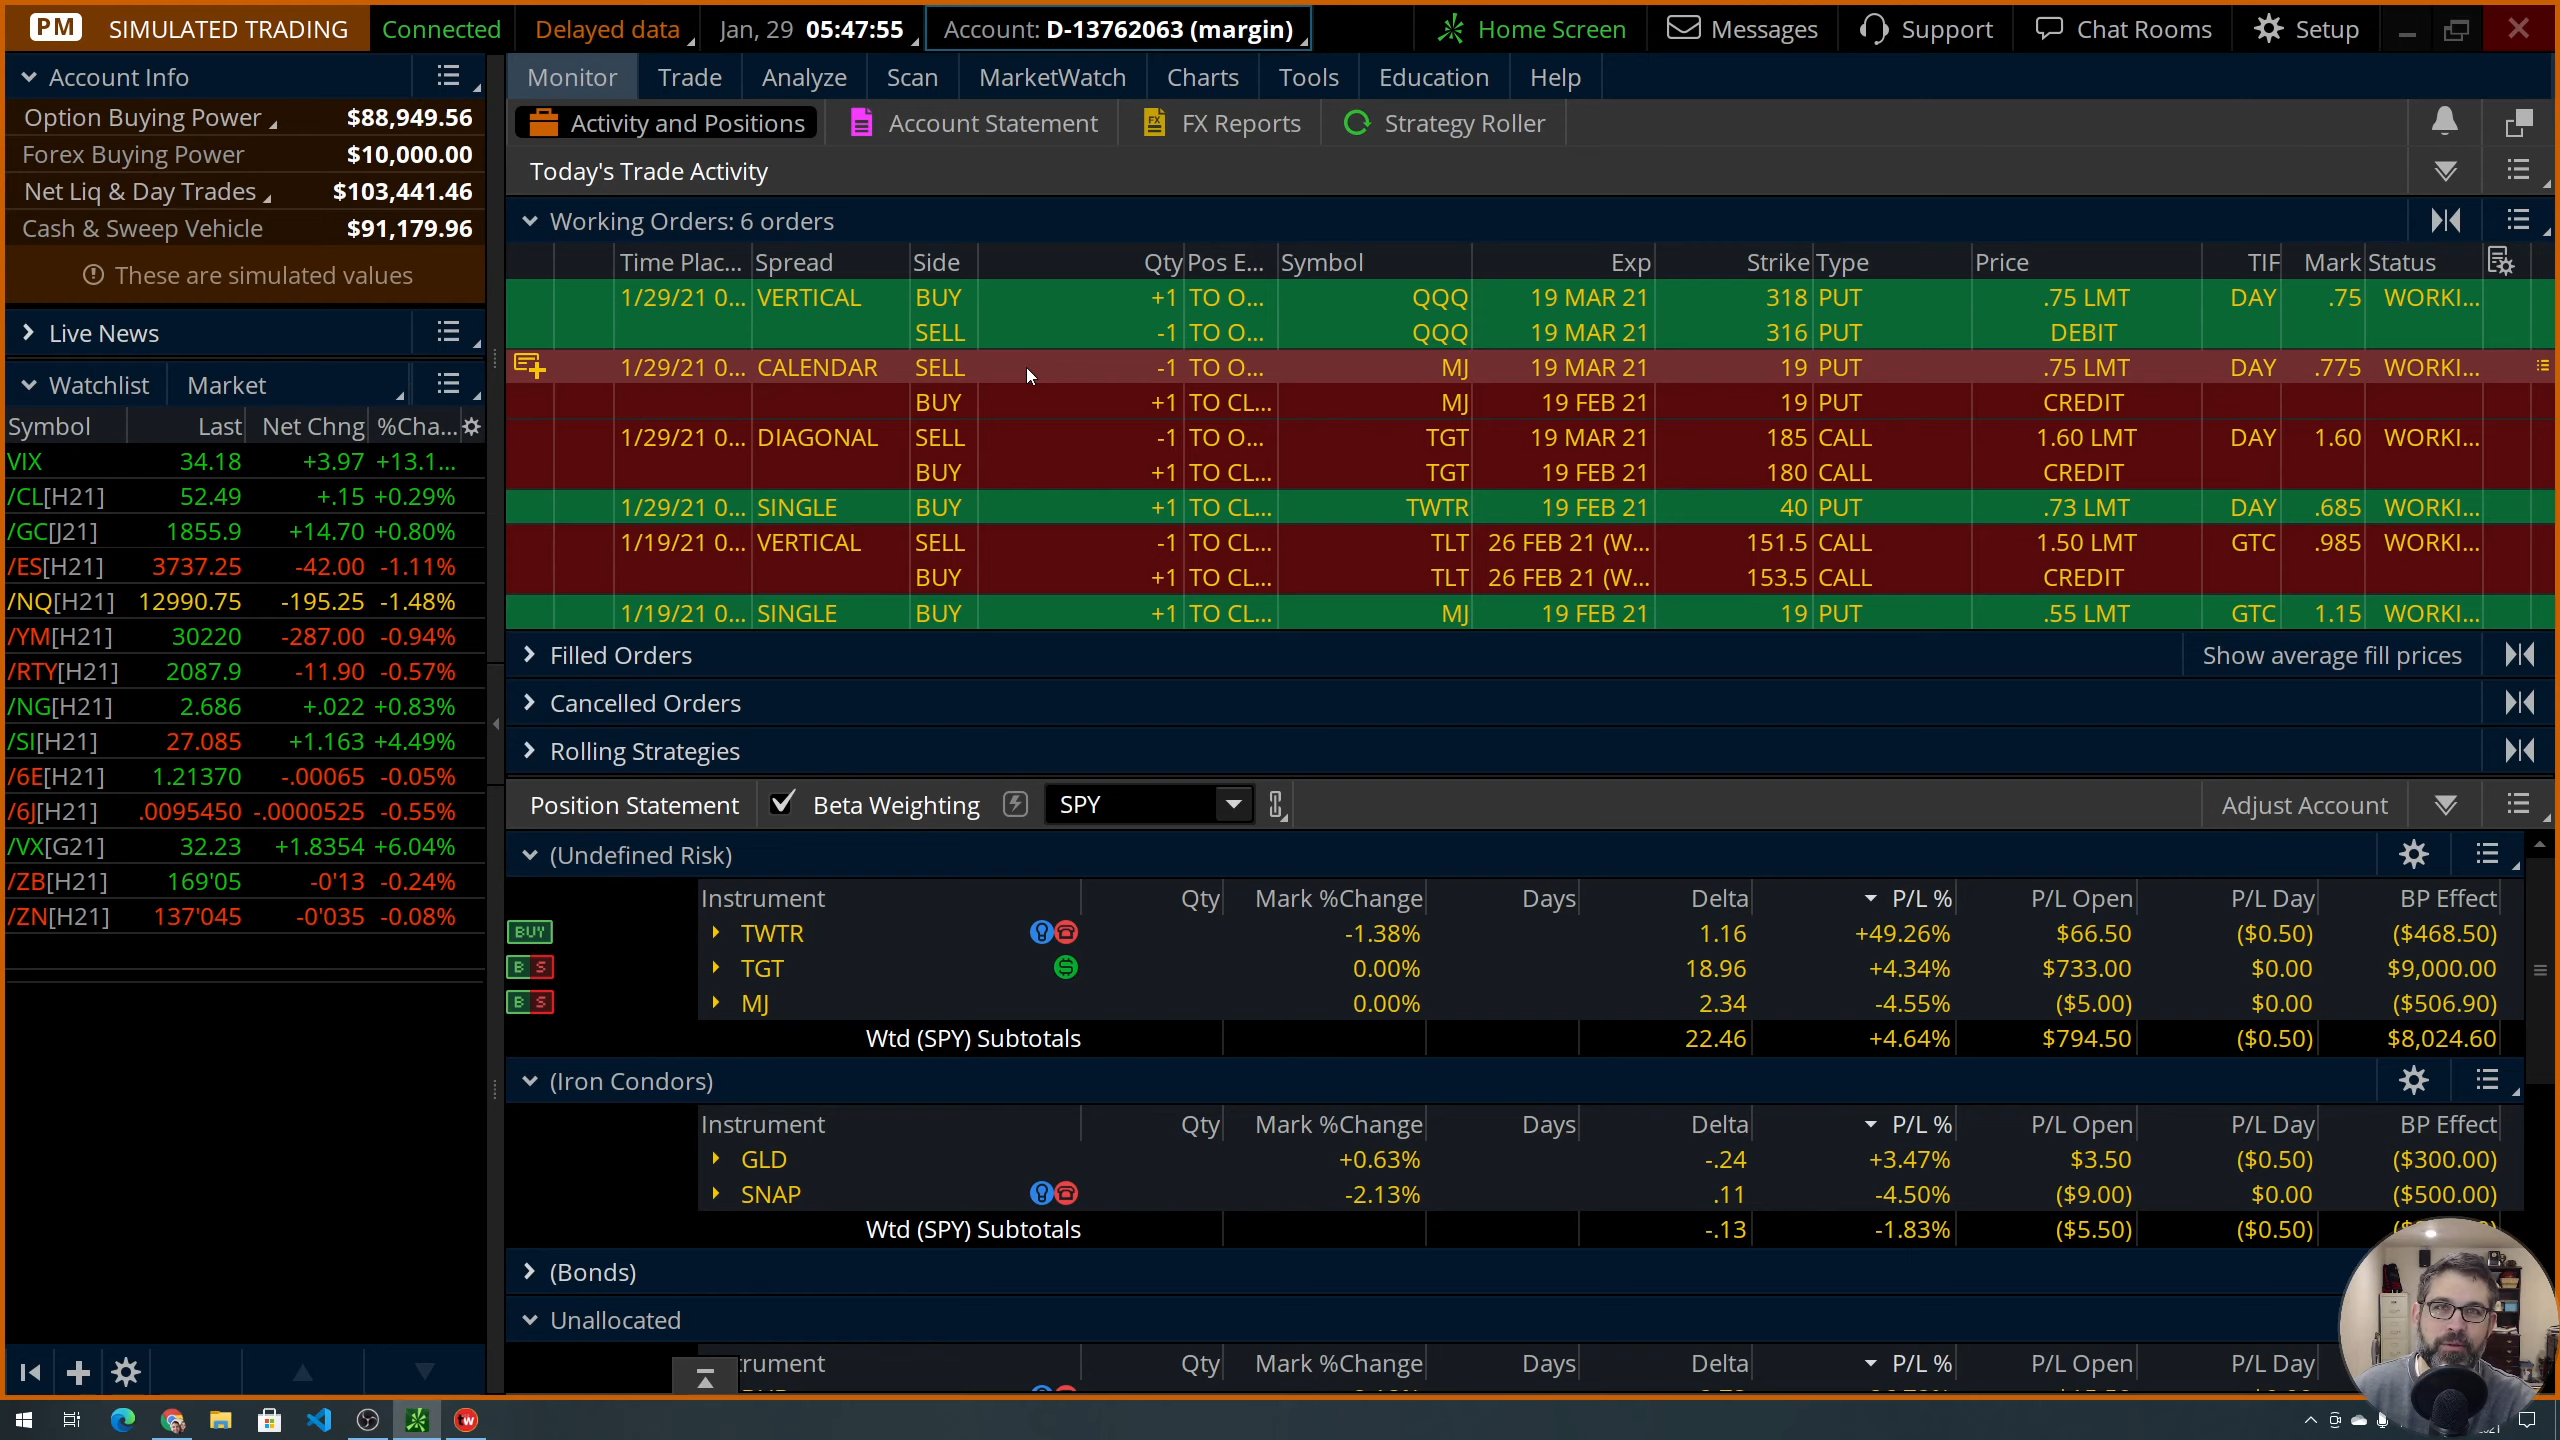 PM SIMULATED TRADING Connected Delayed data Jan, 29 05:47:55 Account: D-13762063 (margin) Home Screen Messages Support Chat Rooms Setup
Account Info
Option Buying Power $88,949.56
Forex Buying Power $10,000.00
Net Liq & Day Trades $103,441.46
Cash & Sweep Vehicle $91,179.96
These are simulated values
Live News
Watchlist Market
Symbol Last Net Chng %Cha...
VIX 34.18 +3.97 +13.1...
/CL[H21] 52.49 +.15 +0.29%
/GC[J21] 1855.9 +14.70 +0.80%
/ES[H21] 3737.25 -42.00 -1.11%
/NQ[H21] 12990.75 -195.25 -1.48%
/YM[H21] 30220 -287.00 -0.94%
/RTY[H21] 2087.9 -11.90 -0.57%
/NG[H21] 2.686 +.022 +0.83%
/SI[H21] 27.085 +1.163 +4.49%
/6E[H21] 1.21370 -.00065 -0.05%
/6J[H21] .0095450 -.0000525 -0.55%
/VX[G21] 32.23 +1.8354 +6.04%
/ZB[H21] 169'05 -0'13 -0.24%
/ZN[H21] 137'045 -0'035 -0.08%
Monitor Trade Analyze Scan MarketWatch Charts Tools Education Help
Activity and Positions Account Statement FX FX Reports Strategy Roller
Today's Trade Activity
Working Orders: 6 orders
Time Plac... Spread Side Qty Pos E... Symbol Exp Strike Type Price TIF Mark Status
1/29/21 0... VERTICAL BUY +1 TO O... QQQ 19 MAR 21 318 PUT .75 LMT DAY .75 WORKI...
SELL -1 TO O... QQQ 19 MAR 21 316 PUT DEBIT
1/29/21 0... CALENDAR SELL -1 TO O... MJ 19 MAR 21 19 PUT .75 LMT DAY .775 WORKI...
BUY +1 TO CL... MJ 19 FEB 21 19 PUT CREDIT
1/29/21 0... DIAGONAL SELL -1 TO O... TGT 19 MAR 21 185 CALL 1.60 LMT DAY 1.60 WORKI...
BUY +1 TO CL... TGT 19 FEB 21 180 CALL CREDIT
1/29/21 0... SINGLE BUY +1 TO CL... TWTR 19 FEB 21 40 PUT .73 LMT DAY .685 WORKI...
1/19/21 0... VERTICAL SELL -1 TO CL... TLT 26 FEB 21 (W... 151.5 CALL 1.50 LMT GTC .985 WORKI...
BUY +1 TO CL... TLT 26 FEB 21 (W... 153.5 CALL CREDIT
1/19/21 0... SINGLE BUY +1 TO CL... MJ 19 FEB 21 19 PUT .55 LMT GTC 1.15 WORKI...
Filled Orders Show average fill prices
Cancelled Orders
Rolling Strategies
Position Statement Beta Weighting SPY Adjust Account
(Undefined Risk)
Instrument Qty Mark %Change Days Delta P/L % P/L Open P/L Day BP Effect
BUY TWTR -1.38% 1.16 +49.26% $66.50 ($0.50) ($468.50)
B S TGT 0.00% 18.96 +4.34% $733.00 $0.00 $9,000.00
B S MJ 0.00% 2.34 -4.55% ($5.00) $0.00 ($506.90)
Wtd (SPY) Subtotals 22.46 +4.64% $794.50 ($0.50) $8,024.60
(Iron Condors)
Instrument Qty Mark %Change Days Delta P/L % P/L Open P/L Day BP Effect
GLD +0.63% -.24 +3.47% $3.50 ($0.50) ($300.00)
SNAP -2.13% .11 -4.50% ($9.00) $0.00 ($500.00)
Wtd (SPY) Subtotals -.13 -1.83% ($5.50) ($0.50)
(Bonds)
Unallocated
trument Qty Mark %Change Days Delta P/L % P/L Open P/L Day